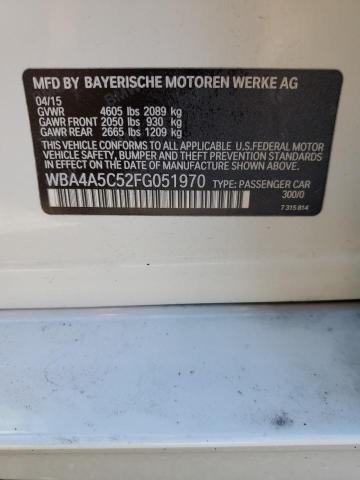 MFD BY BAYERISCHE MOTOREN WERKE AG
04/15
GVWR 4605 lbs 2089 kg
GAWR FRONT 2050 lbs 930 kg
GAWR REAR 2665 lbs 1209 kg
THIS VEHICLE CONFORMS TO ALL APPLICABLE U.S.FEDERAL MOTOR
VEHICLE SAFETY, BUMPER AND THEFT PREVENTION STANDARDS IN
EFFECT ON THE DATE OF MANUFACTURE SHOWN ABOVE.
WBA4A5C52FG051970 TYPE: PASSENGER CAR
300/0
7 315 814